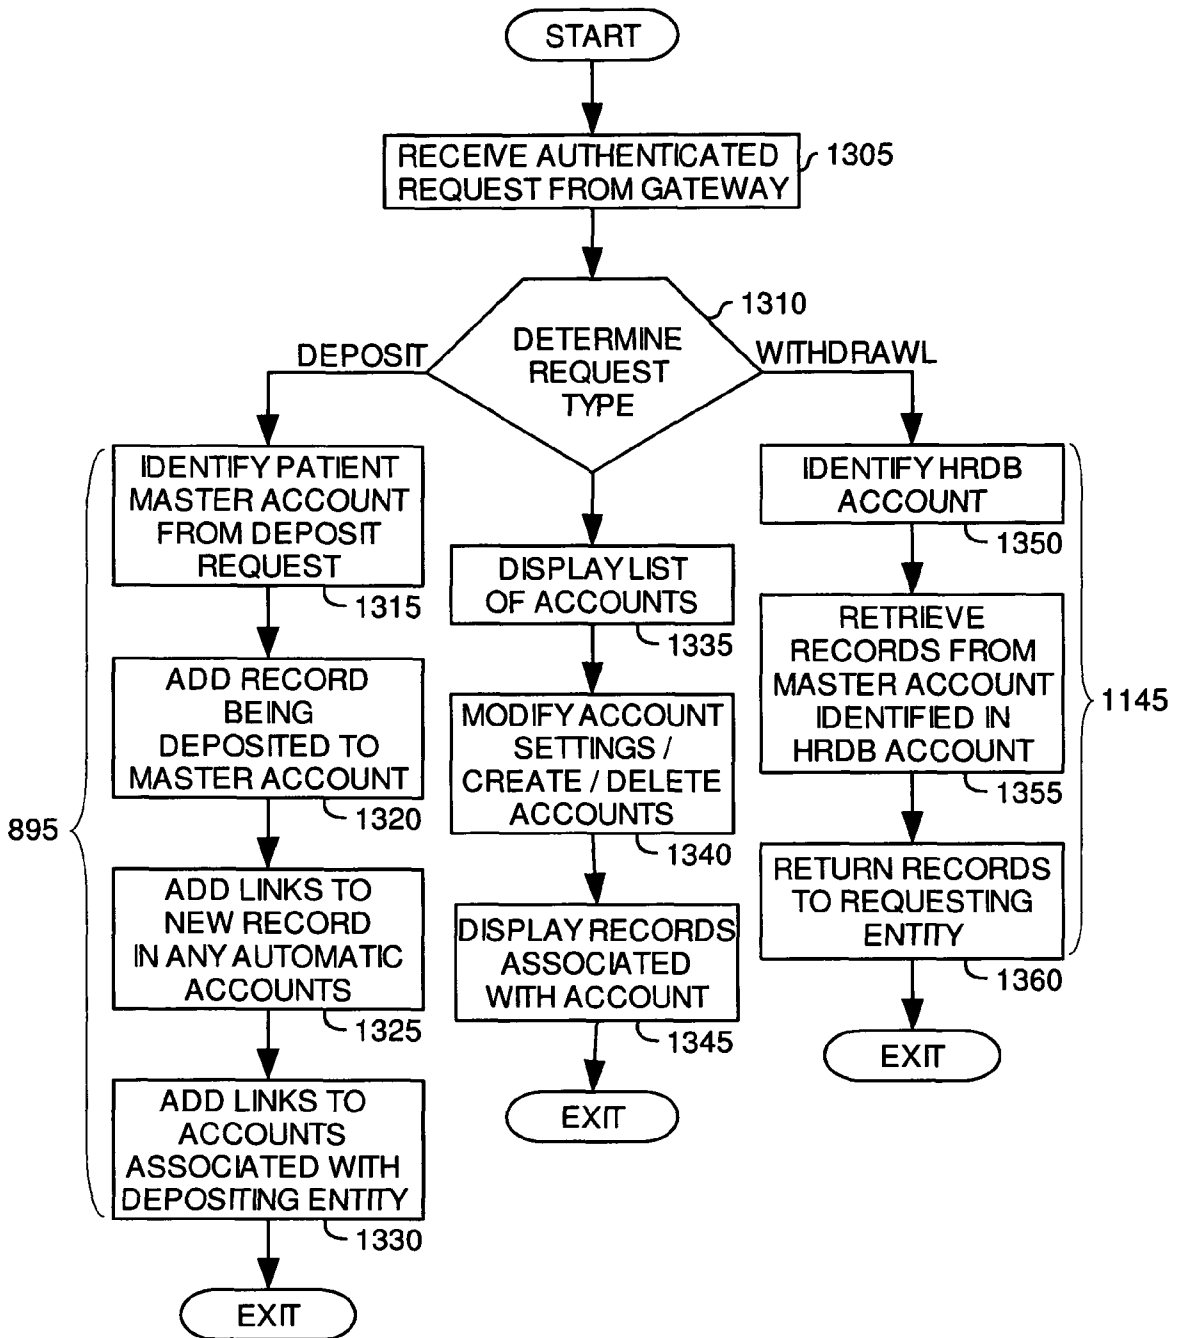 START
RECEIVE AUTHENTICATED
REQUEST FROM GATEWAY
1305
DETERMINE
REQUEST
TYPE
1310
DEPOSIT
WITHDRAWL
IDENTIFY PATIENT
MASTER ACCOUNT
FROM DEPOSIT
REQUEST
1315
ADD RECORD
BEING
DEPOSITED TO
MASTER ACCOUNT
1320
ADD LINKS TO
NEW RECORD
IN ANY AUTOMATIC
ACCOUNTS
1325
ADD LINKS TO
ACCOUNTS
ASSOCIATED WITH
DEPOSITING ENTITY
1330
EXIT
895
DISPLAY LIST
OF ACCOUNTS
1335
MODIFY ACCOUNT
SETTINGS /
CREATE / DELETE
ACCOUNTS
1340
DISPLAY RECORDS
ASSOCIATED
WITH ACCOUNT
1345
EXIT
IDENTIFY HRDB
ACCOUNT
1350
RETRIEVE
RECORDS FROM
MASTER ACCOUNT
IDENTIFIED IN
HRDB ACCOUNT
1355
RETURN RECORDS
TO REQUESTING
ENTITY
1360
EXIT
1145